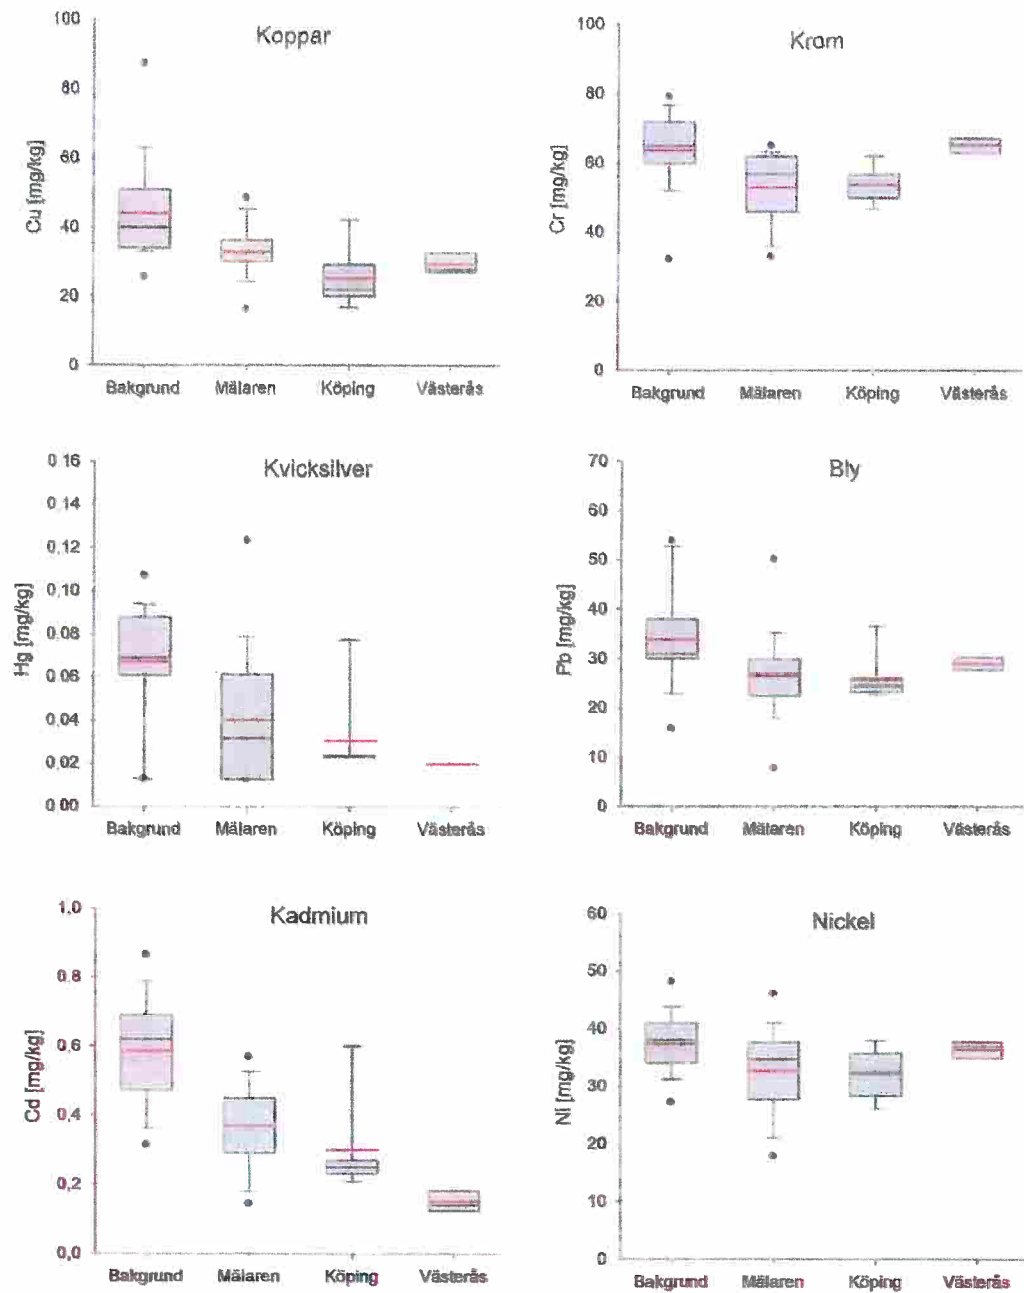 Koppar
Cu [mg/kg]
100
80
60
40
20
0
Bakgrund Mälaren Köping Västerås
Krom
Cr [mg/kg]
100
80
60
40
20
0
Bakgrund Mälaren Köping Västerås
Kvicksilver
Hg [mg/kg]
0,16
0,14
0,12
0,10
0,08
0,06
0,04
0,02
0,00
Bakgrund Mälaren Köping Västerås
Bly
Pb [mg/kg]
70
60
50
40
30
20
10
0
Bakgrund Mälaren Köping Västerås
Kadmium
Cd [mg/kg]
1,0
0,8
0,6
0,4
0,2
0,0
Bakgrund Mälaren Köping Västerås
Nickel
Ni [mg/kg]
60
50
40
30
20
10
0
Bakgrund Mälaren Köping Västerås